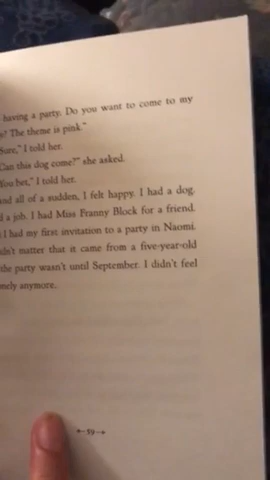 having a party. Do you want to come to my
The theme is pink."
Sure," I told her.
Can this dog come?" she asked.
You bet," I told her.
and all of a sudden, I felt happy. I had a dog.
a job. I had Miss Franny Block for a friend.
I had my first invitation to a party in Naomi.
matter that it came from a five-year-old
the party wasn't until September. I didn't feel
anymore.
59